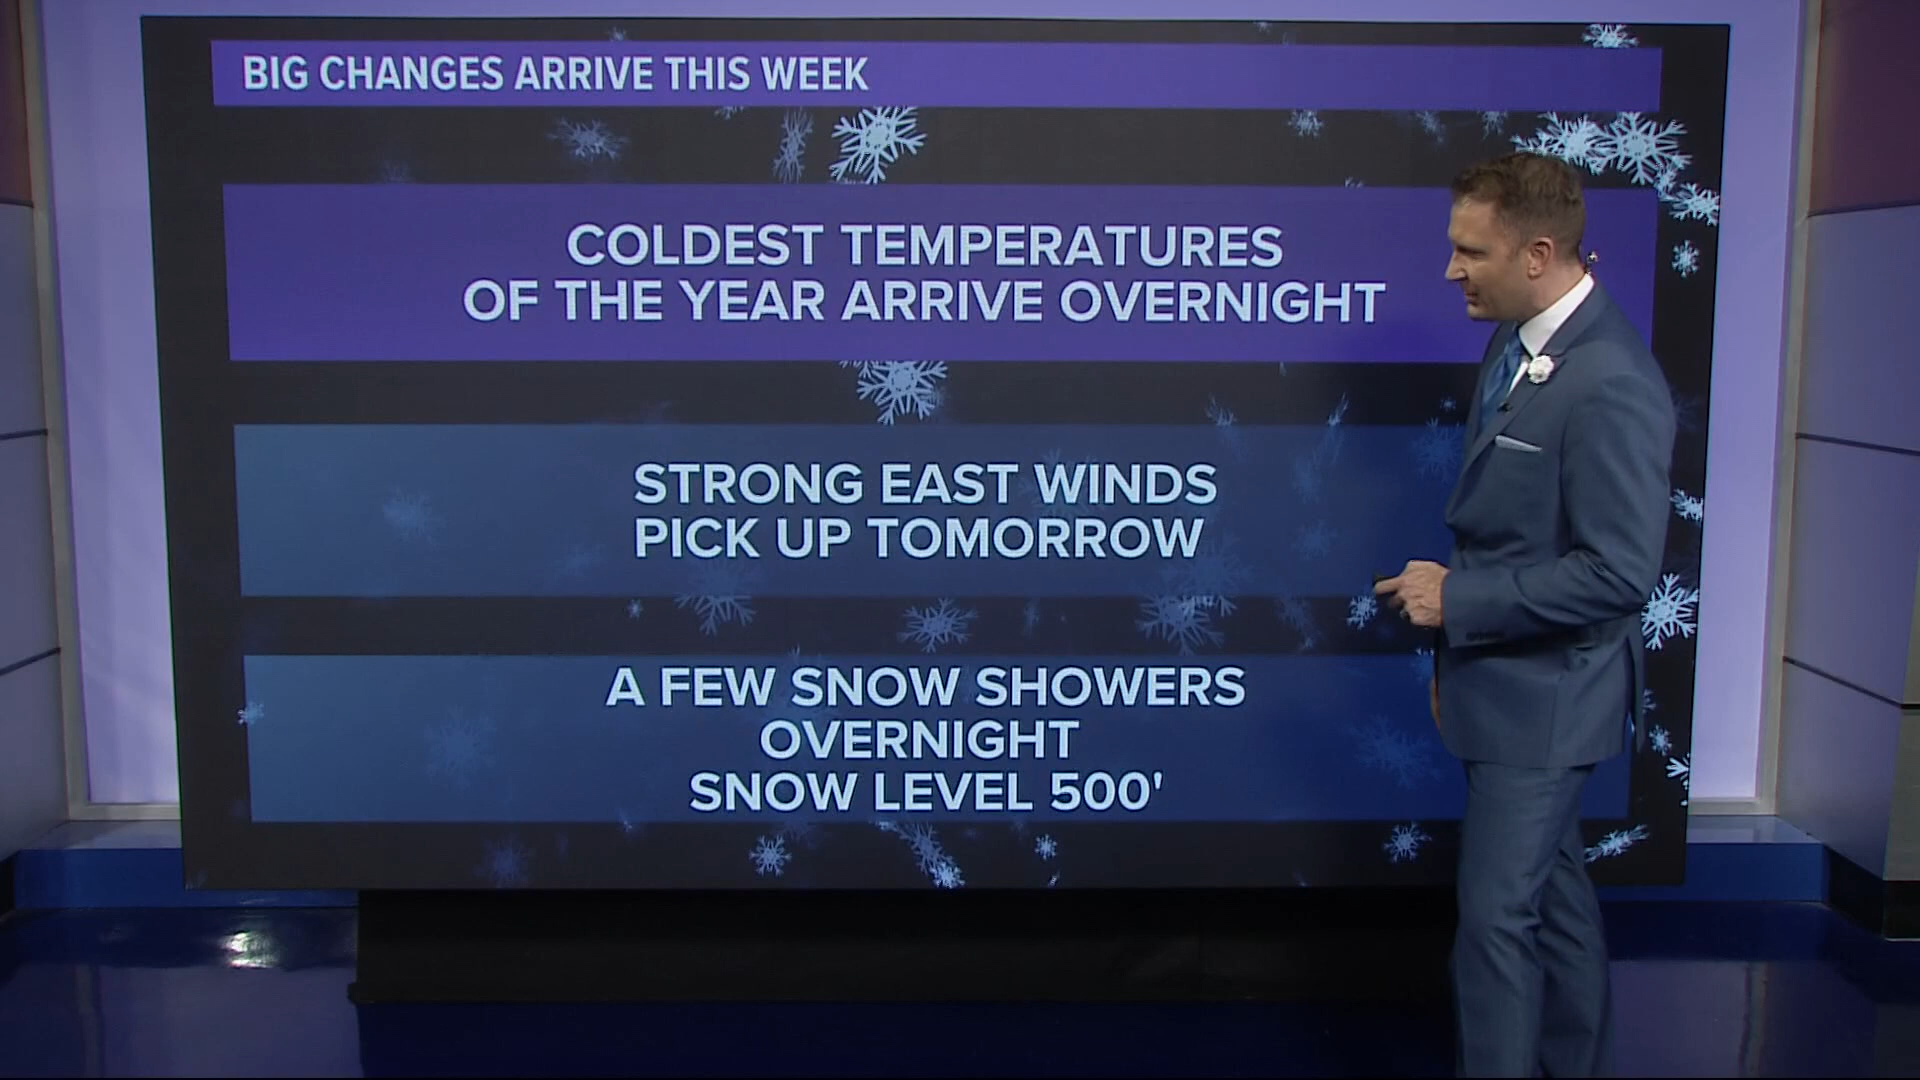 BIG CHANGES ARRIVE THIS WEEK
COLDEST TEMPERATURES
OF THE YEAR ARRIVE OVERNIGHT
STRONG EAST WINDS
PICK UP TOMORROW
A FEW SNOW SHOWERS
OVERNIGHT
SNOW LEVEL 500'